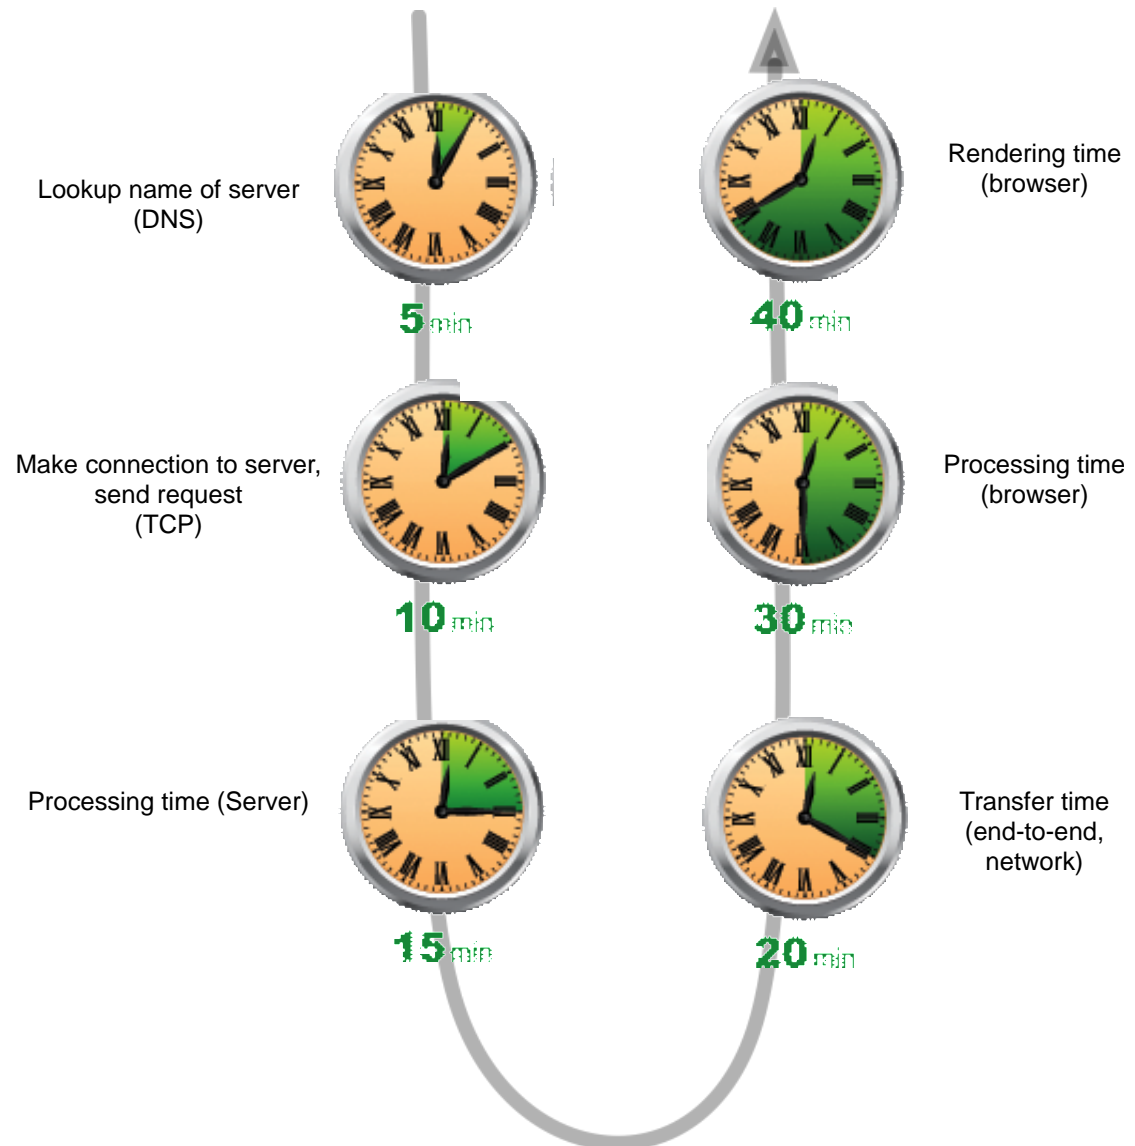 Lookup name of server
(DNS)
5 min
Make connection to server,
send request
(TCP)
10 min
Processing time (Server)
15 min
Transfer time
(end-to-end,
network)
20 min
Processing time
(browser)
30 min
Rendering time
(browser)
40 min